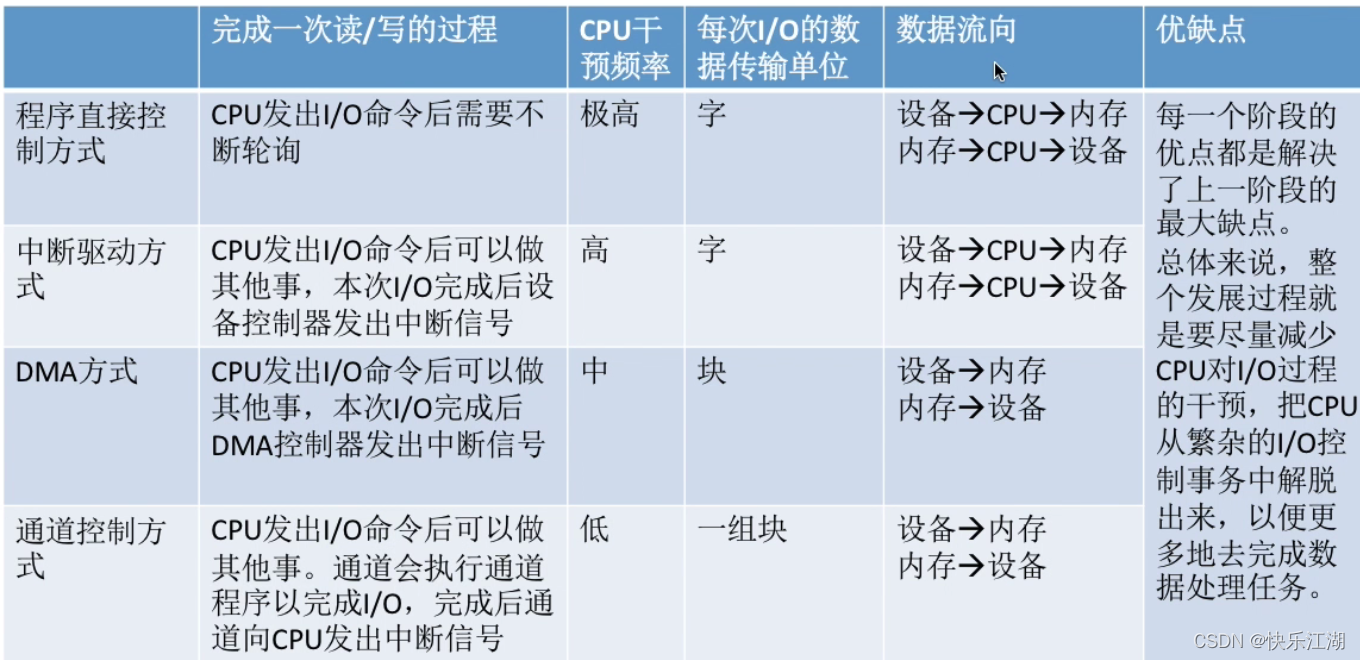 完成一次读/写的过程
CPU干
预频率
每次I/O的数
据传输单位
数据流向
优缺点
程序直接控
制方式
CPU发出I/O命令后需要不
断轮询
极高
字
设备→CPU→内存
内存→CPU→设备
中断驱动方
式
CPU发出I/O命令后可以做
其他事，本次I/O完成后设
备控制器发出中断信号
高
字
设备→CPU→内存
内存→CPU→设备
DMA方式
CPU发出I/O命令后可以做
其他事，本次I/O完成后
DMA控制器发出中断信号
中
块
设备→内存
内存→设备
通道控制方
式
CPU发出I/O命令后可以做
其他事。通道会执行通道
程序以完成I/O，完成后通
道向CPU发出中断信号
低
一组块
设备→内存
内存→设备
每一个阶段的
优点都是解决
了上一阶段的
最大缺点。
总体来说，整
个发展过程就
是要尽量减少
CPU对I/O过程
的干预，把CPU
从繁杂的I/O控
制事务中解脱
出来，以便更
多地去完成数
据处理任务。
CSDN @快乐江湖